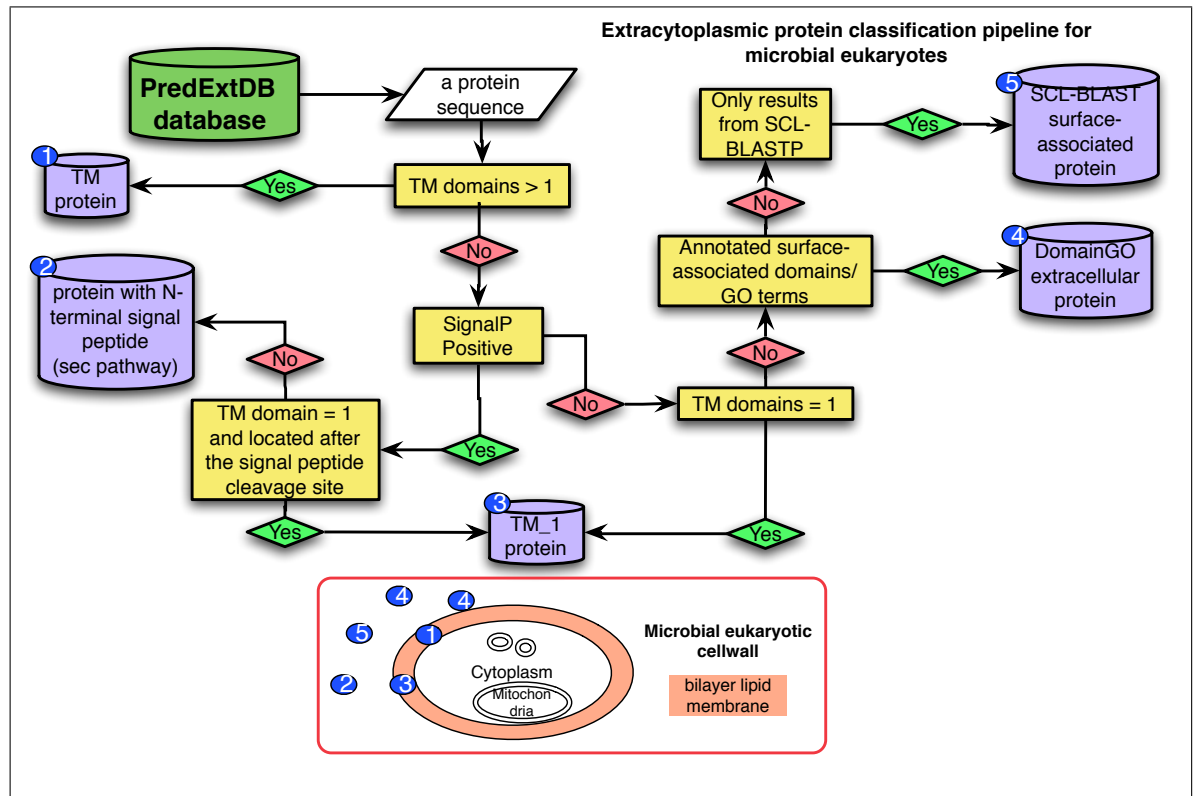 Extracytoplasmic protein classification pipeline for
microbial eukaryotes
PredExtDB
database
a protein
sequence
Only results
from SCL-
BLASTP
Yes
5
SCL-BLAST
surface-
associated
protein
1
TM
protein
Yes
TM domains > 1
No
No
Annotated surface-
associated domains/
GO terms
Yes
4
DomainGO
extracellular
protein
2
protein with N-
terminal signal
peptide
(sec pathway)
No
SignalP
Positive
No
No
TM domains = 1
TM domain = 1
and located after
the signal peptide
cleavage site
Yes
Yes
3
TM_1
protein
Yes
4
4
5
1
2
3
Cytoplasm
Mitochon
dria
Microbial eukaryotic
cellwall
bilayer lipid
membrane